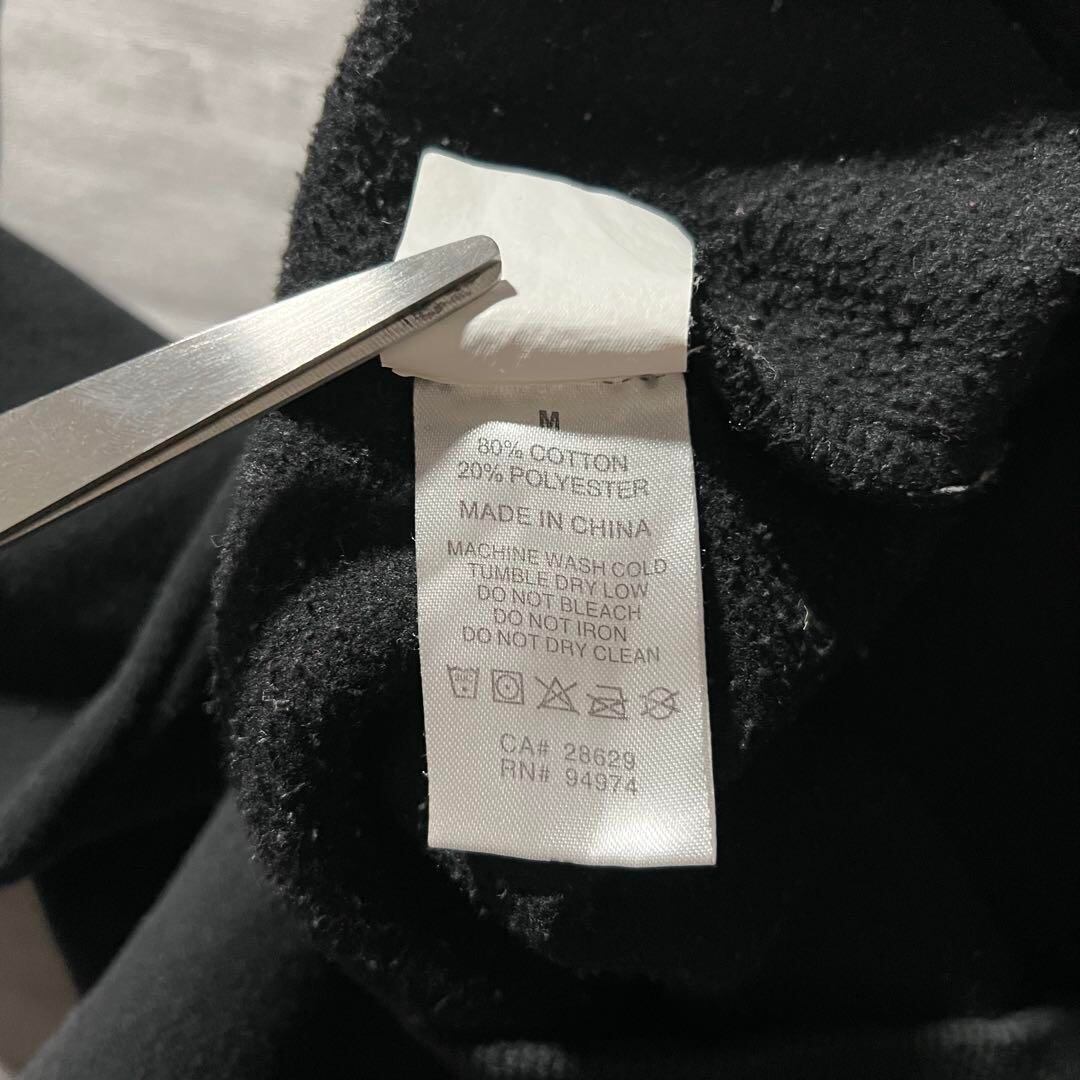 M
80% COTTON
20% POLYESTER
MADE IN CHINA
MACHINE WASH COLD
TUMBLE DRY LOW
DO NOT BLEACH
DO NOT IRON
DO NOT DRY CLEAN
CA# 28629
RN# 94974